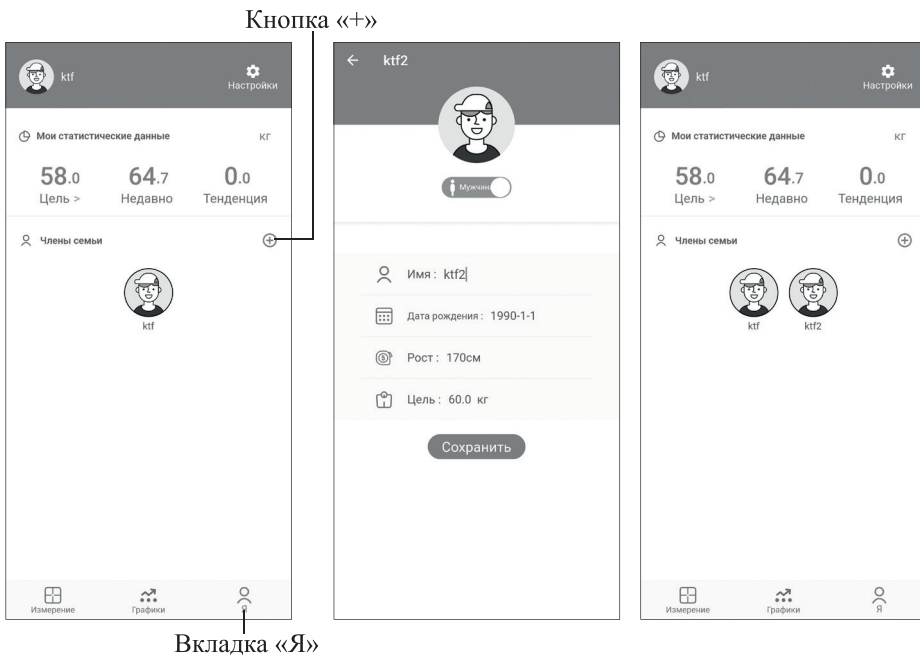 Кнопка «+»
ktf
Настройки
Мои статистические данные
кг
58.0
64.7
0.0
Цель >
Недавно
Тенденция
Члены семьи
ktf
Измерение
Графики
Я
Вкладка «Я»
ktf2
Мужчин
Имя : ktf2
Дата рождения : 1990-1-1
Рост : 170см
Цель : 60.0 кг
Сохранить
ktf
Настройки
Мои статистические данные
кг
58.0
64.7
0.0
Цель >
Недавно
Тенденция
Члены семьи
ktf
ktf2
Измерение
Графики
Я